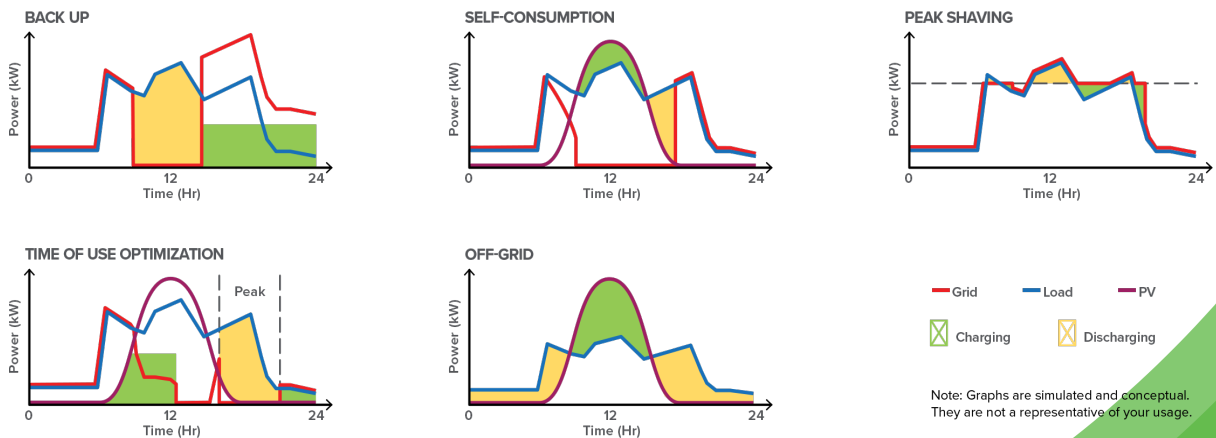 BACK UP
Power (kW)
0
12
24
Time (Hr)
SELF-CONSUMPTION
Power (kW)
0
12
24
Time (Hr)
PEAK SHAVING
Power (kW)
0
12
24
Time (Hr)
TIME OF USE OPTIMIZATION
Power (kW)
Peak
0
12
24
Time (Hr)
OFF-GRID
Power (kW)
0
12
24
Time (Hr)
Grid
Load
PV
Charging
Discharging
Note: Graphs are simulated and conceptual.
They are not a representative of your usage.